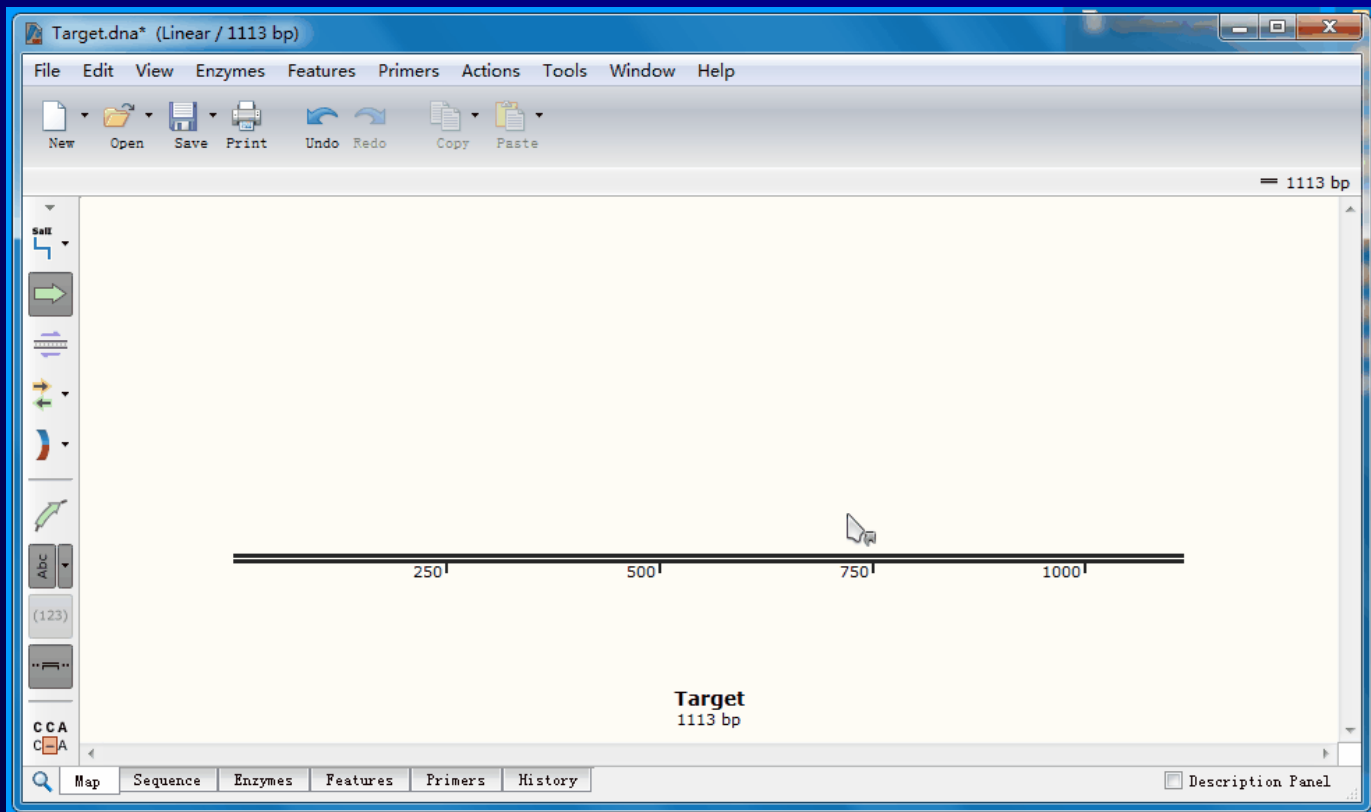 Target.dna* (Linear / 1113 bp)
File Edit View Enzymes Features Primers Actions Tools Window Help
New Open Save Print Undo Redo Copy Paste
1113 bp
SalI
250 500 750 1000
Abc
(123)
Target
1113 bp
CCA
C-A
Map Sequence Enzymes Features Primers History Description Panel